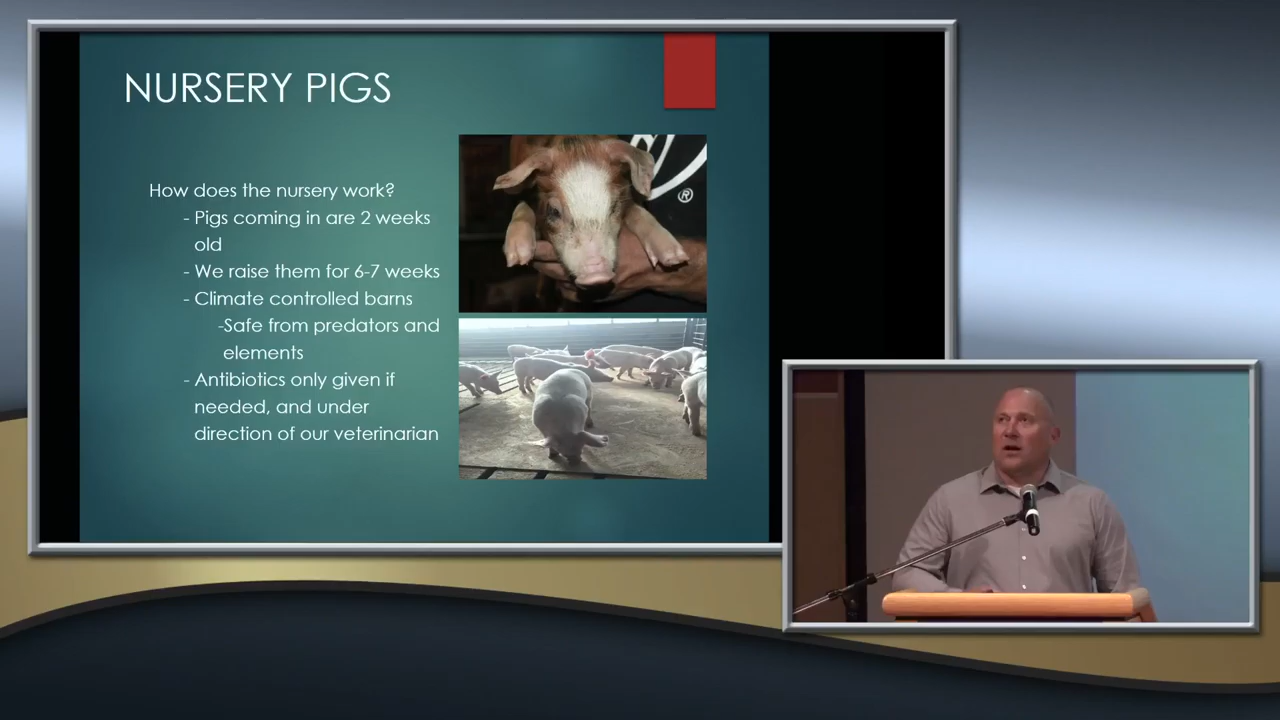 NURSERY PIGS
How does the nursery work?
- Pigs coming in are 2 weeks
old
- We raise them for 6-7 weeks
- Climate controlled barns
-Safe from predators and
elements
- Antibiotics only given if
needed, and under
direction of our veterinarian
®